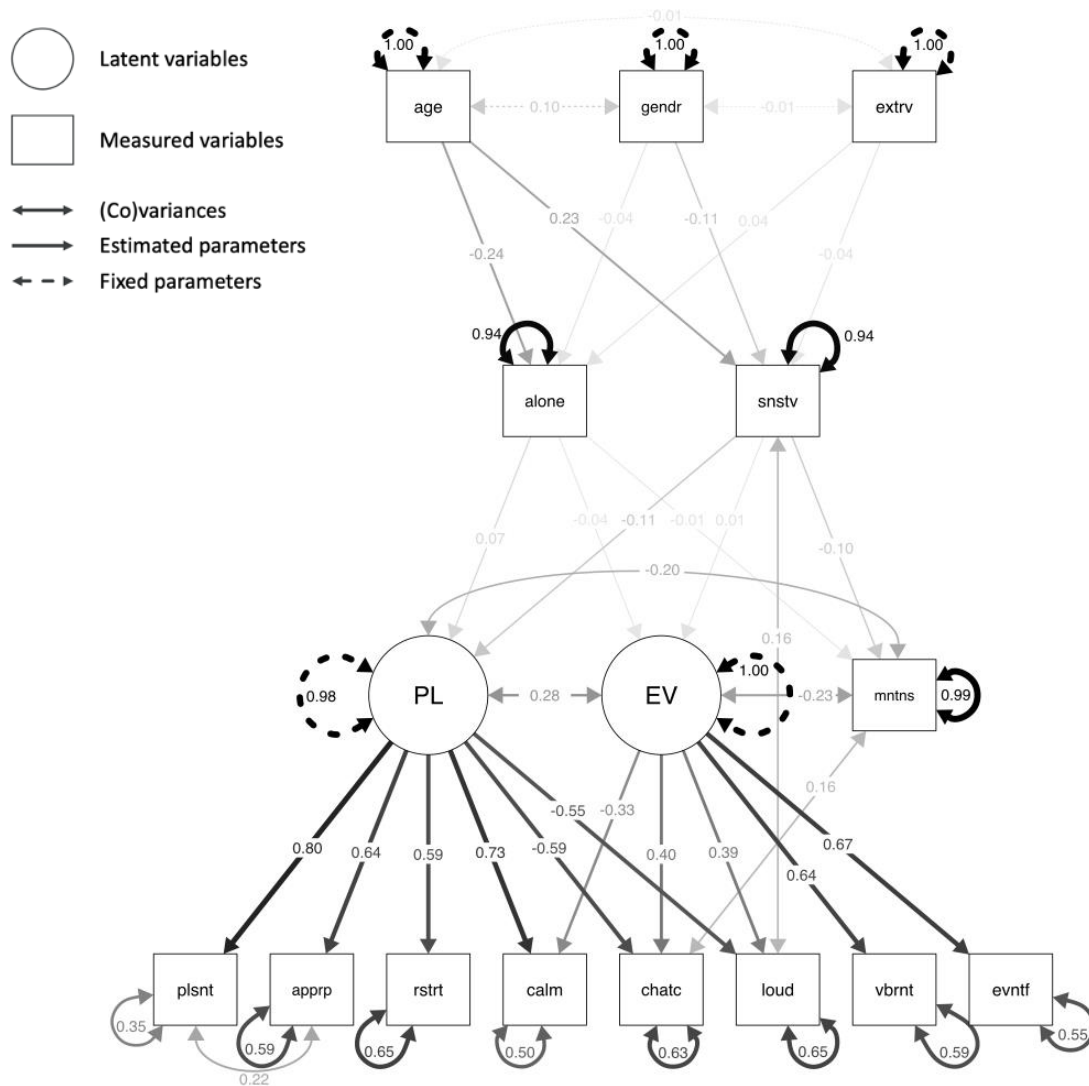 Latent variables
Measured variables
(Co)variances
Estimated parameters
Fixed parameters
-0.01
1.00 1.00 1.00
age gendr extrv
0.10 -0.01
-0.04 0.23 -0.11 0.04 -0.04
-0.24
0.94 0.94
alone snstv
0.07 -0.04 -0.11 -0.01 0.01 -0.10
-0.20
0.16
1.00
0.98 PL 0.28 EV -0.23 mntns 0.99
0.16
-0.55 -0.33
0.80 0.64 0.59 0.73 -0.59 0.40 0.39 0.64 0.67
plsnt apprp rstrt calm chatc loud vbrnt evntf
0.35 0.59 0.65 0.50 0.63 0.65 0.59 0.55
0.22